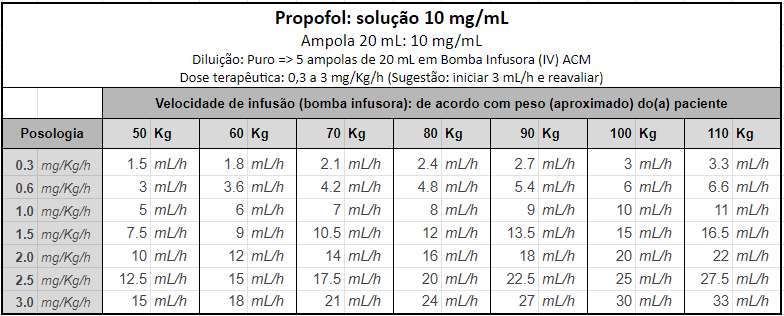 Propofol: solução 10 mg/mL
Ampola 20 mL: 10 mg/mL
Diluição: Puro => 5 ampolas de 20 mL em Bomba Infusora (IV) ACM
Dose terapêutica: 0,3 a 3 mg/Kg/h (Sugestão: iniciar 3 mL/h e reavaliar)
Velocidade de infusão (bomba infusora): de acordo com peso (aproximado) do(a) paciente
Posologia 50 Kg 60 Kg 70 Kg 80 Kg 90 Kg 100 Kg 110 Kg
0.3 mg/Kg/h 1.5 mL/h 1.8 mL/h 2.1 mL/h 2.4 mL/h 2.7 mL/h 3 mL/h 3.3 mL/h
0.6 mg/Kg/h 3 mL/h 3.6 mL/h 4.2 mL/h 4.8 mL/h 5.4 mL/h 6 mL/h 6.6 mL/h
1.0 mg/Kg/h 5 mL/h 6 mL/h 7 mL/h 8 mL/h 9 mL/h 10 mL/h 11 mL/h
1.5 mg/Kg/h 7.5 mL/h 9 mL/h 10.5 mL/h 12 mL/h 13.5 mL/h 15 mL/h 16.5 mL/h
2.0 mg/Kg/h 10 mL/h 12 mL/h 14 mL/h 16 mL/h 18 mL/h 20 mL/h 22 mL/h
2.5 mg/Kg/h 12.5 mL/h 15 mL/h 17.5 mL/h 20 mL/h 22.5 mL/h 25 mL/h 27.5 mL/h
3.0 mg/Kg/h 15 mL/h 18 mL/h 21 mL/h 24 mL/h 27 mL/h 30 mL/h 33 mL/h